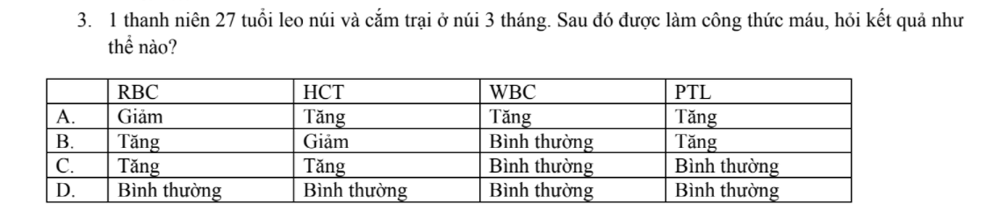 3. 1 thanh niên 27 tuổi leo núi và cắm trại ở núi 3 tháng. Sau đó được làm công thức máu, hỏi kết quả như
thể nào?
RBC HCT WBC PTL
A. Giảm Tăng Tăng Tăng
B. Tăng Giảm Bình thường Tăng
C. Tăng Tăng Bình thường Bình thường
D. Bình thường Bình thường Bình thường Bình thường